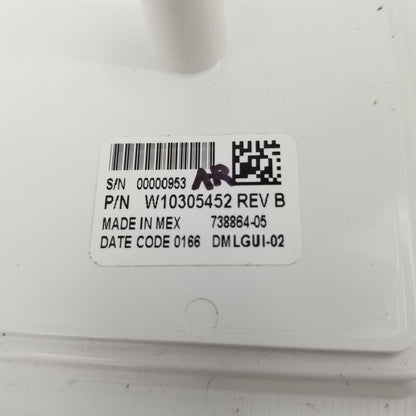 S/N 00000953 AR
P/N W10305452 REV B
MADE IN MEX 738864-05
DATE CODE 0166 DMLGUI-02